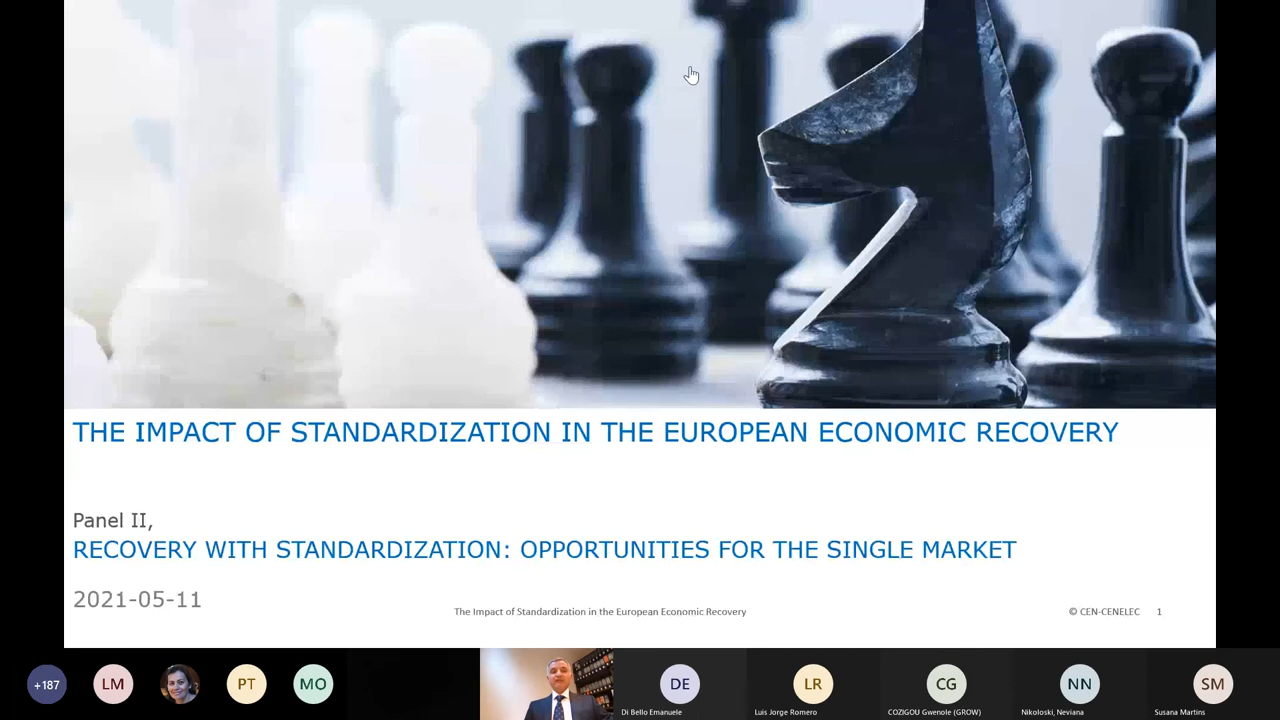 THE IMPACT OF STANDARDIZATION IN THE EUROPEAN ECONOMIC RECOVERY
Panel II,
RECOVERY WITH STANDARDIZATION: OPPORTUNITIES FOR THE SINGLE MARKET
2021-05-11
The Impact of Standardization in the European Economic Recovery
© CEN-CENELEC 1
+187 LM PT MO DE LR CG NN SM
Di Bello Emanuele Luis Jorge Romero COZIGOU Gwenole (GROW) Nikoloski, Neviana Susana Martins